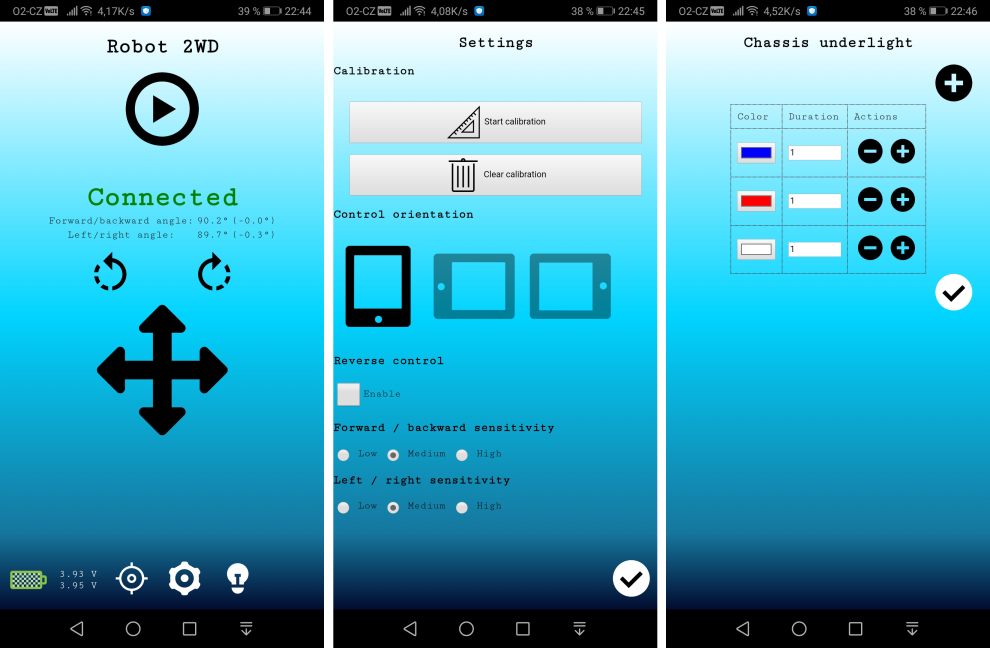 O2-CZ VoLTE 4,17K/s 39 % 22:44
Robot 2WD
Connected
Forward/backward angle: 90.2° (-0.0°)
Left/right angle: 89.7° (-0.3°)
3.93 V
3.95 V
O2-CZ VoLTE 4,08K/s 38 % 22:45
Settings
Calibration
Start calibration
Clear calibration
Control orientation
Reverse control
Enable
Forward / backward sensitivity
Low Medium High
Left / right sensitivity
Low Medium High
O2-CZ VoLTE 4,52K/s 38 % 22:46
Chassis underlight
Color Duration Actions
1
1
1